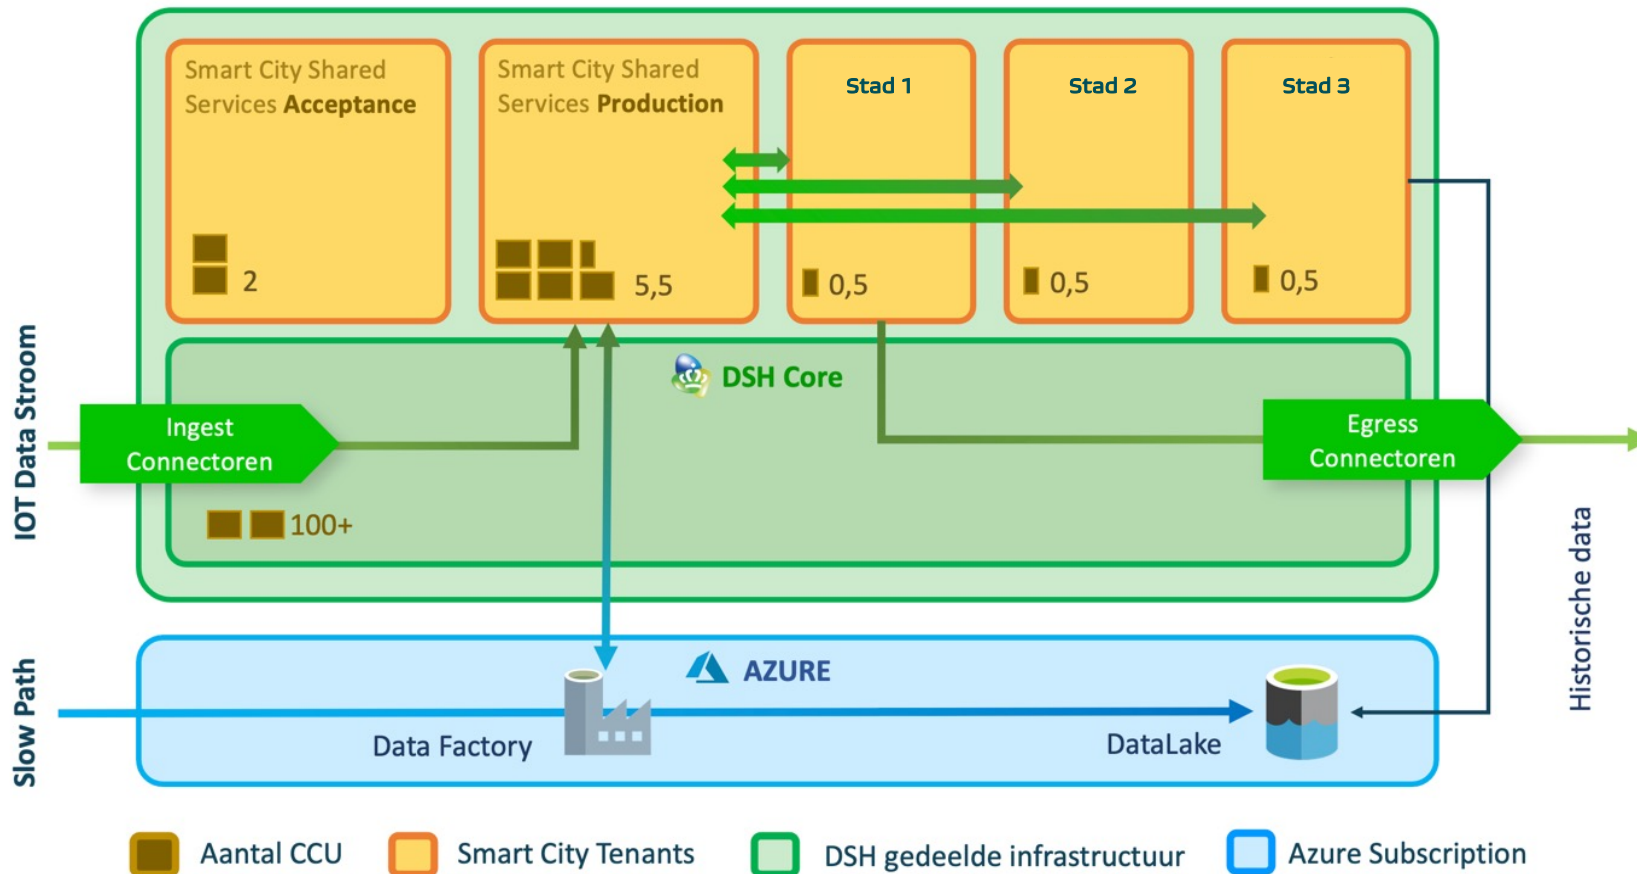 Smart City Shared
Services Acceptance
2
Smart City Shared
Services Production
5,5
Stad 1
0,5
Stad 2
0,5
Stad 3
0,5
IOT Data Stroom
DSH Core
Ingest
Connectoren
Egress
Connectoren
100+
Historische data
Slow Path
AZURE
Data Factory
DataLake
Aantal CCU
Smart City Tenants
DSH gedeelde infrastructuur
Azure Subscription